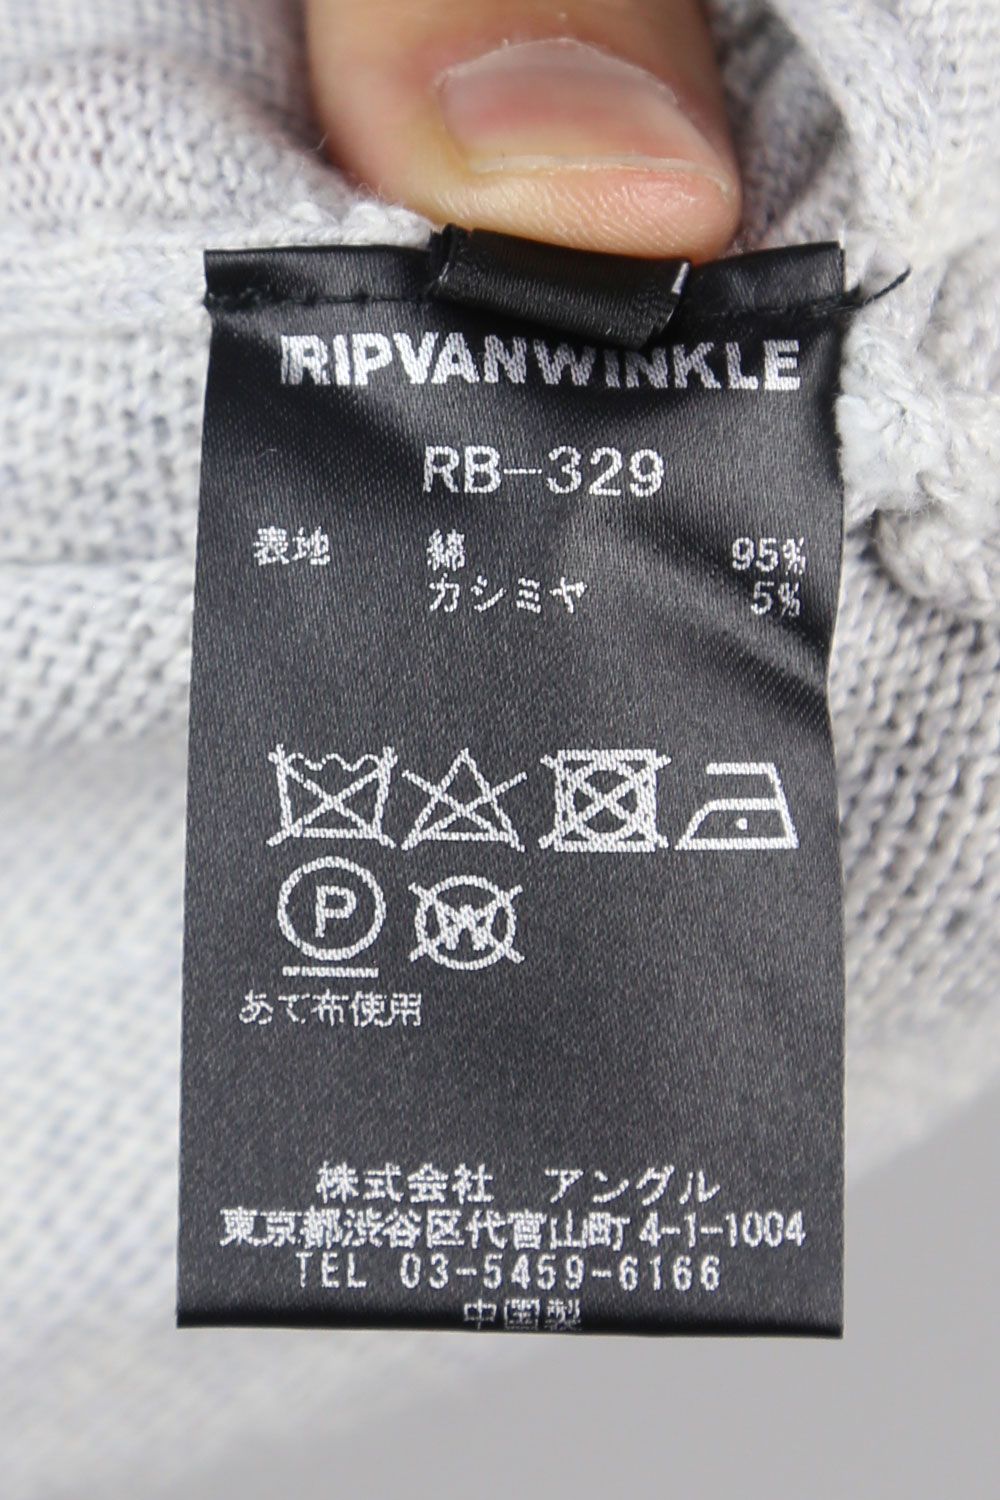 RIPVANWINKLE
RB-329
表地 綿 95%
カシミヤ 5%
P W
あて布使用
株式会社 アングル
東京都渋谷区代官山町4-1-1004
TEL 03-5459-6166
中国製